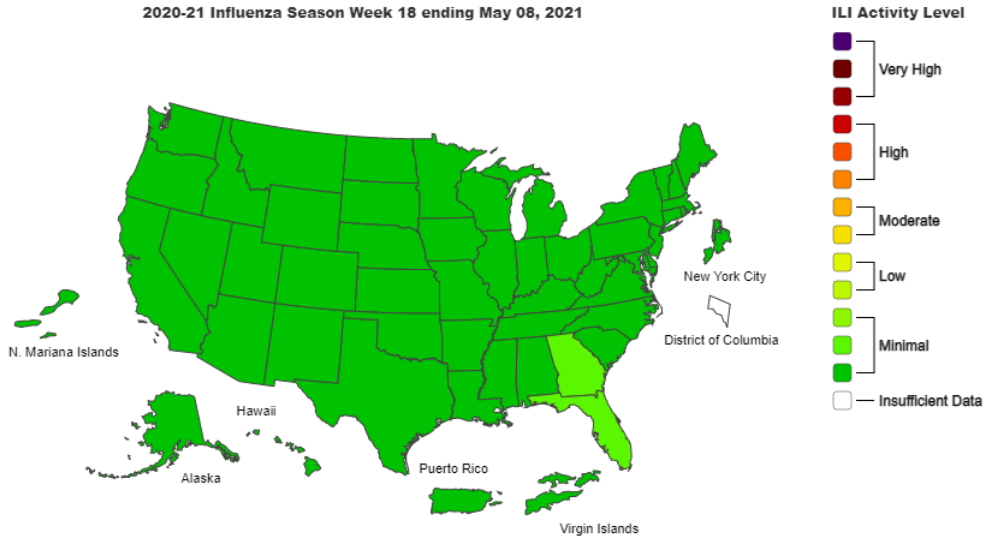 2020-21 Influenza Season Week 18 ending May 08, 2021
ILI Activity Level
Very High
High
Moderate
Low
Minimal
Insufficient Data
New York City
District of Columbia
N. Mariana Islands
Hawaii
Alaska
Puerto Rico
Virgin Islands